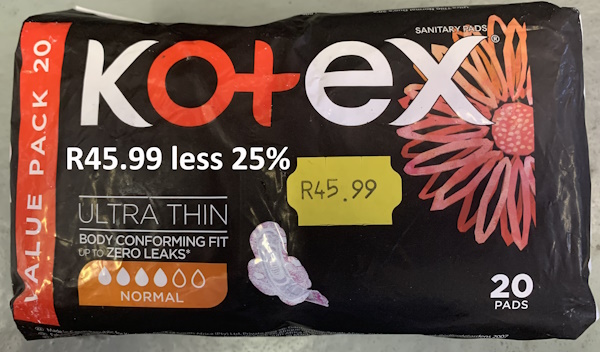 VALUE PACK 20
SANITARY PADS
Kotex®
R45.99 less 25%
R45.99
ULTRA THIN
BODY CONFORMING FIT
UP TO ZERO LEAKS*
NORMAL
20
PADS